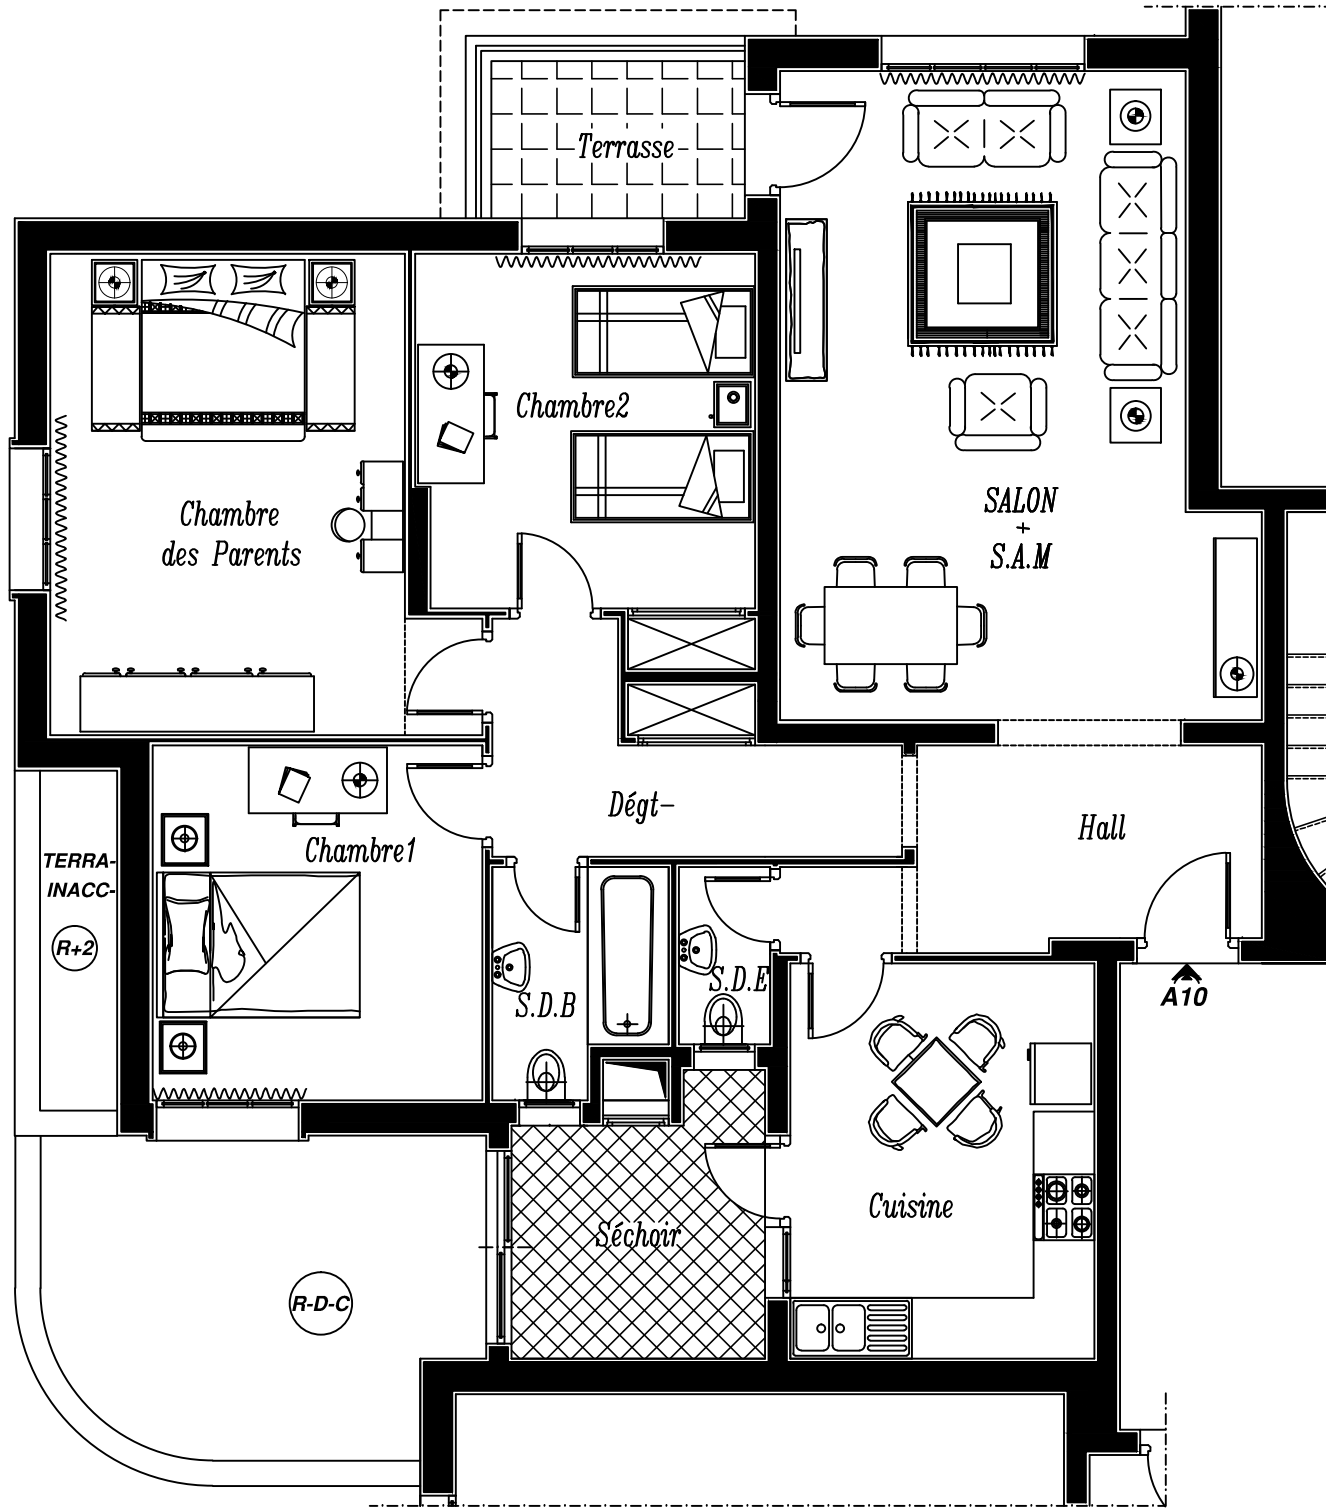 Terrasse
Chambre2
SALON
+
S.A.M
Chambre
des Parents
Dégt-
Hall
Chambre1
TERRA-
INACC-
R+2
S.D.B
S.D.E
A10
Cuisine
Séchoir
R-D-C